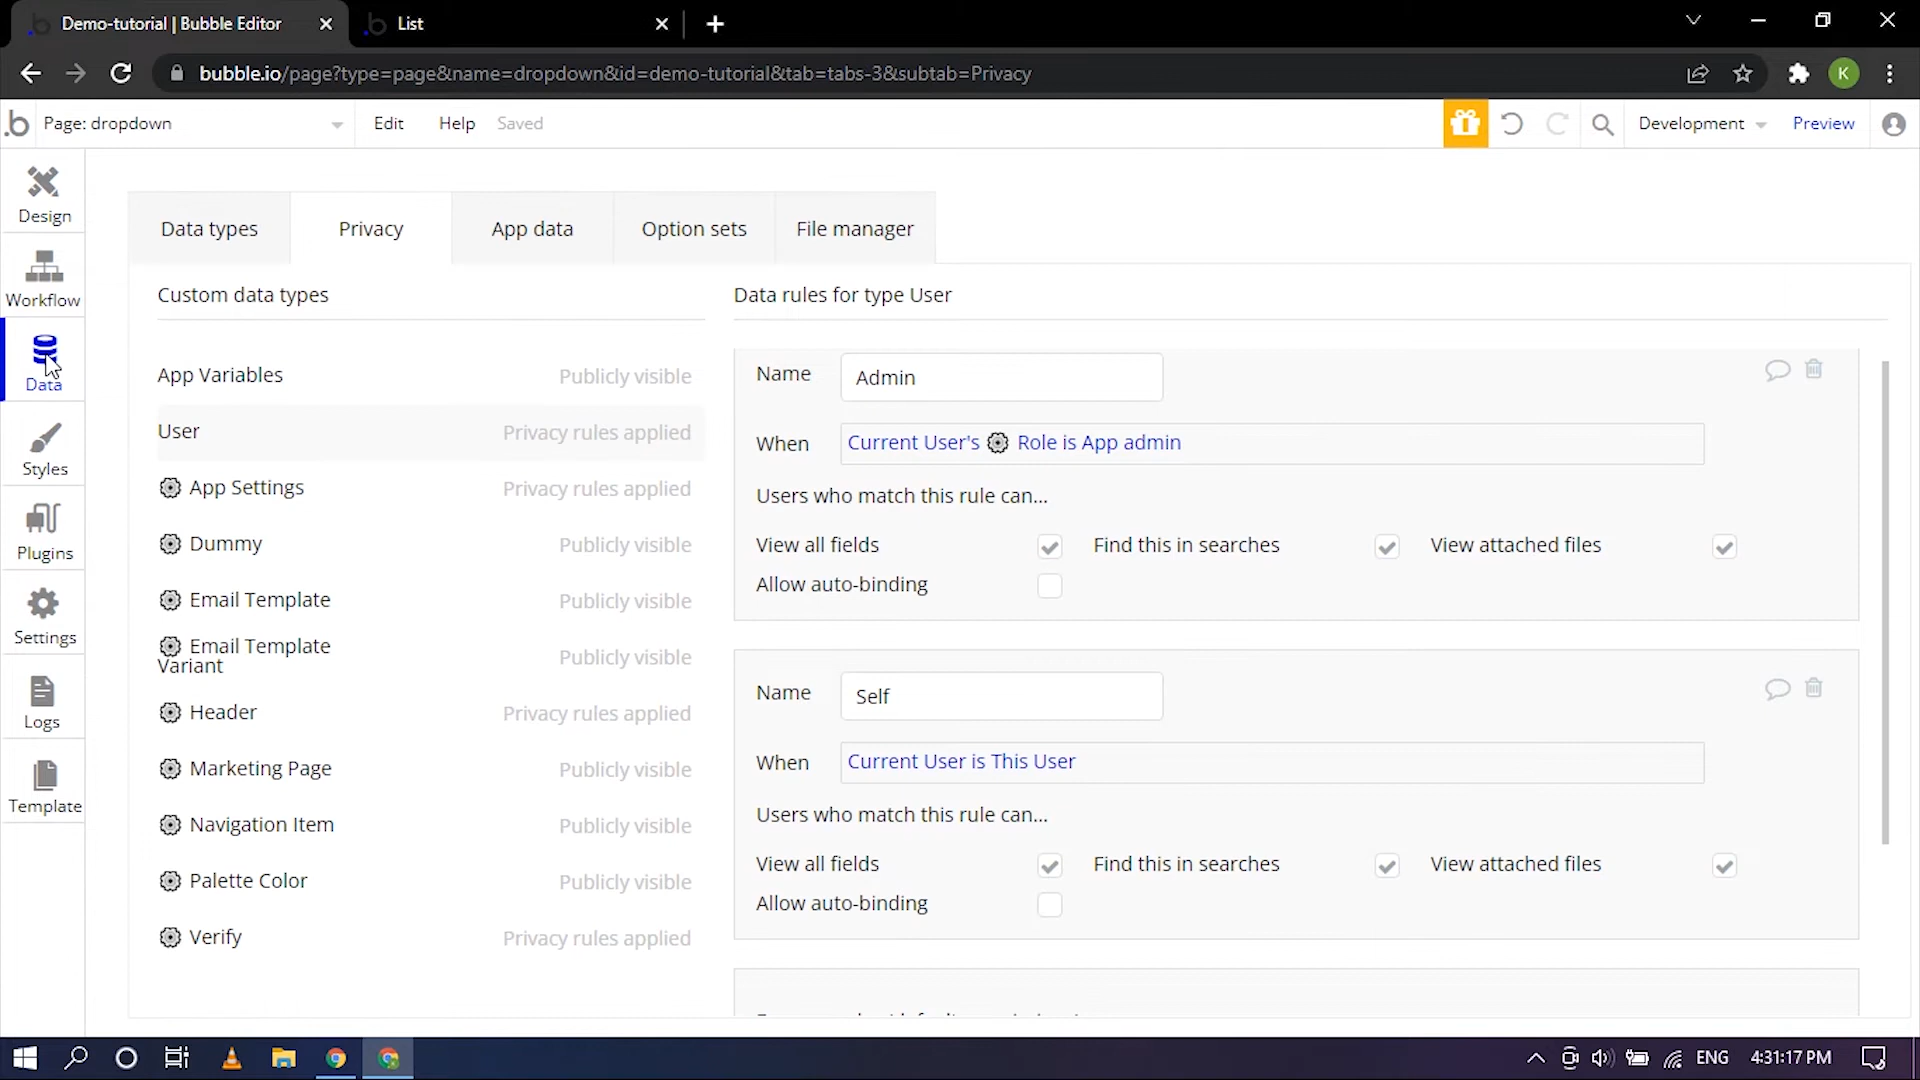 Demo-tutorial | Bubble Editor
List
bubble.io/page?type=page&name=dropdown&id=demo-tutorial&tab=tabs-3&subtab=Privacy
K
b
Page: dropdown
Edit
Help
Saved
Development
Preview
Design
Workflow
Data
Styles
Plugins
Settings
Logs
Template
Data types
Privacy
App data
Option sets
File manager
Custom data types
App Variables Publicly visible
User Privacy rules applied
App Settings Privacy rules applied
Dummy Publicly visible
Email Template Publicly visible
Email Template
Variant Publicly visible
Header Privacy rules applied
Marketing Page Publicly visible
Navigation Item Publicly visible
Palette Color Publicly visible
Verify Privacy rules applied
Data rules for type User
Name Admin
When Current User's Role is App admin
Users who match this rule can...
View all fields Find this in searches View attached files
Allow auto-binding
Name Self
When Current User is This User
Users who match this rule can...
View all fields Find this in searches View attached files
Allow auto-binding
ENG
4:31:17 PM